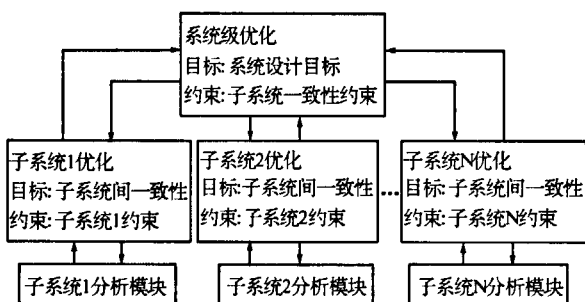 系统级优化
目标:系统设计目标
约束:子系统一致性约束
子系统1优化
目标:子系统间一致性
约束:子系统1约束
子系统2优化
目标:子系统间一致性
约束:子系统2约束
...
子系统N优化
目标:子系统间一致性
约束:子系统N约束
子系统1分析模块
子系统2分析模块
子系统N分析模块